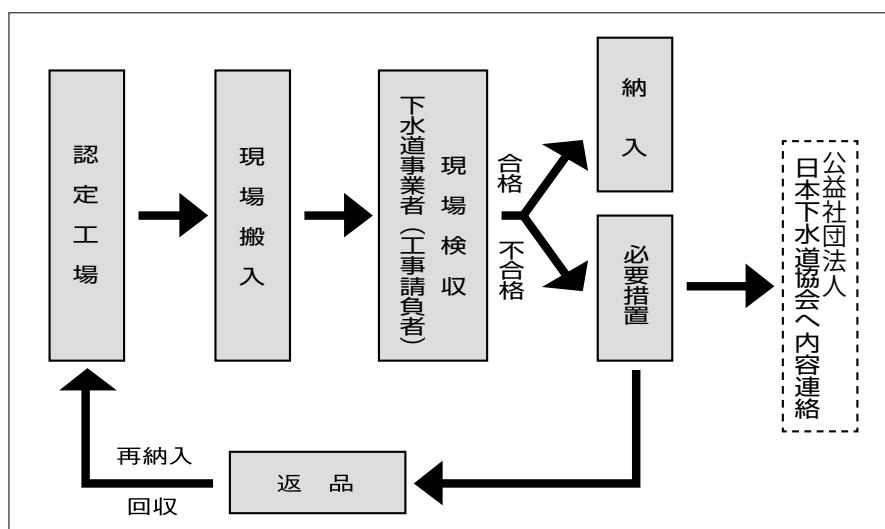 認定工場
現場搬入
現場検収
下水道事業者（工事請負者）
合格
不合格
納入
必要措置
公益社団法人
日本下水道協会へ内容連絡
返品
再納入
回収